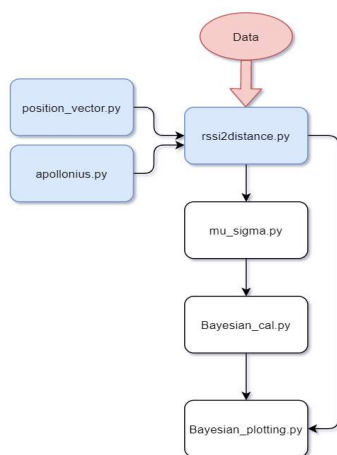 Data
position_vector.py
rssi2distance.py
apollonius.py
mu_sigma.py
Bayesian_cal.py
Bayesian_plotting.py